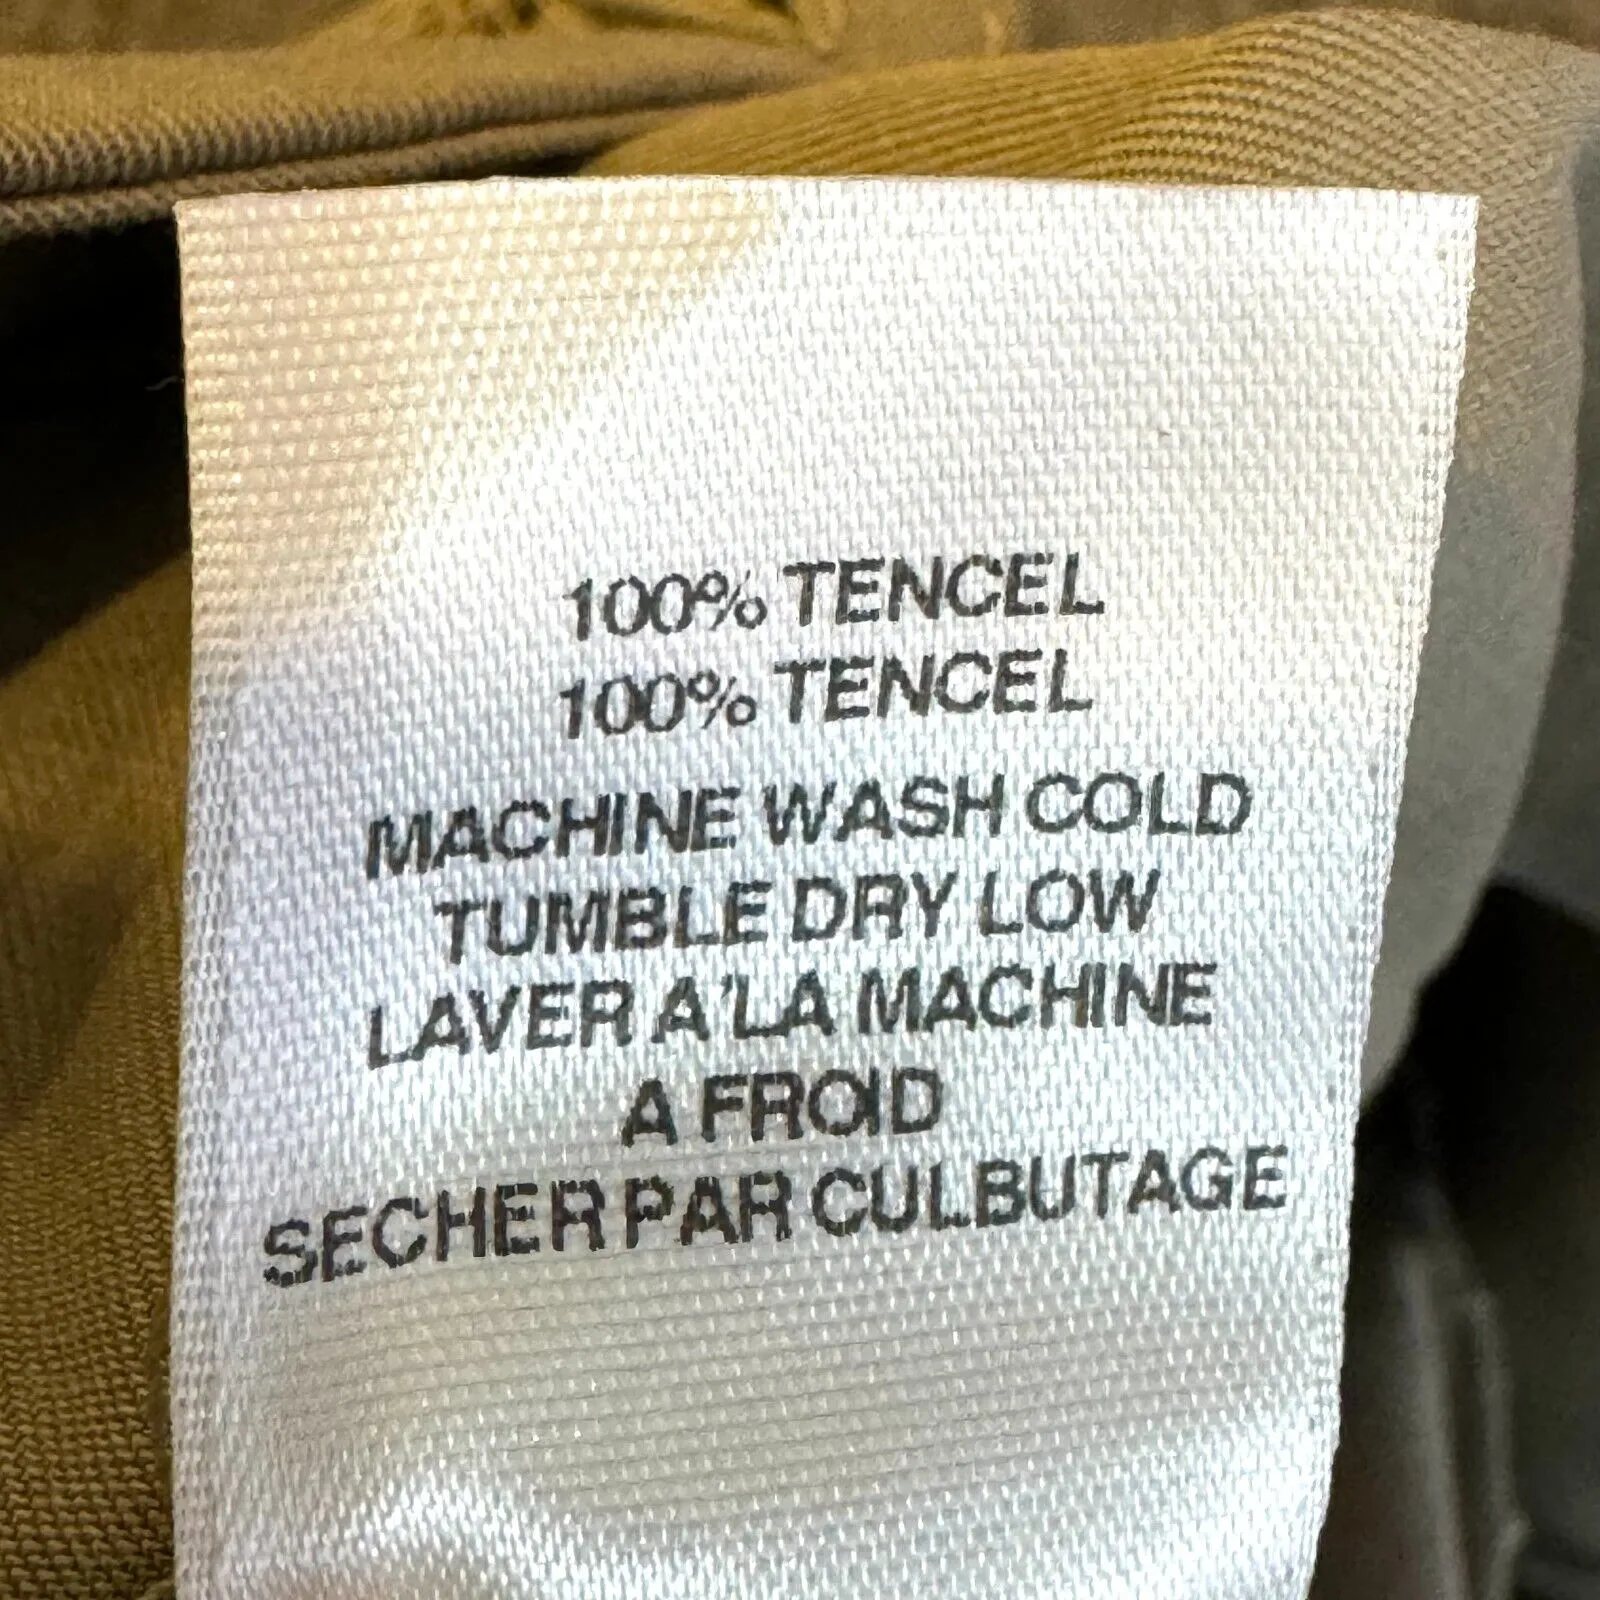 100% TENCEL
100% TENCEL
MACHINE WASH COLD
TUMBLE DRY LOW
LAVER A'LA MACHINE
A FROID
SECHER PAR CULBUTAGE